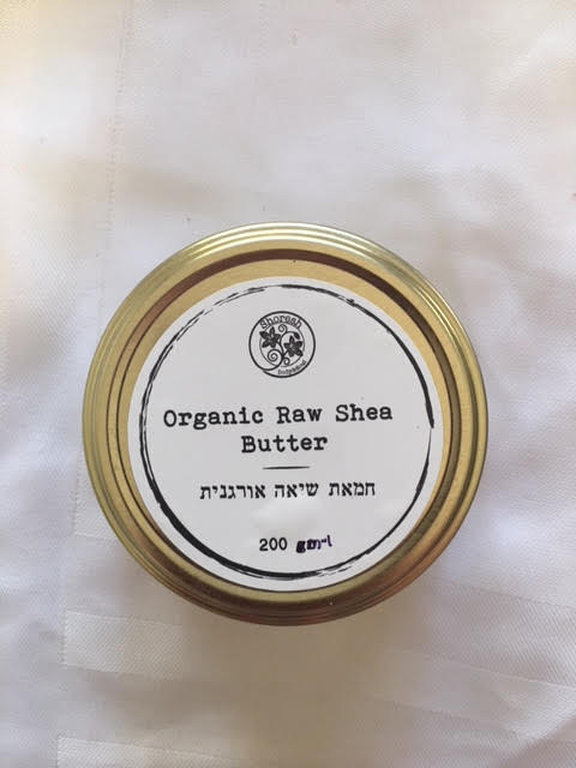 Shoresh
Organic Raw Shea
Butter
חמאת שיאה אורגנית
200